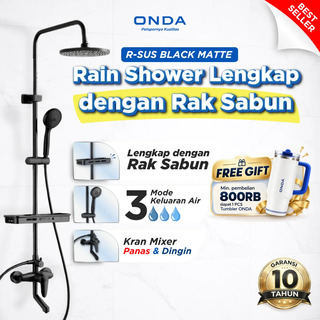 ONDA
Pelopornya Kualitas
BEST
SELLER
R-SUS BLACK MATTE
Rain Shower Lengkap
dengan Rak Sabun
Lengkap dengan
Rak Sabun
3 Mode
Keluaran Air
Kran Mixer
Panas & Dingin
FREE GIFT
Min. pembelian
800RB
dapat 1 PCS
Tumbler ONDA
ONDA
GARANSI
10
TAHUN